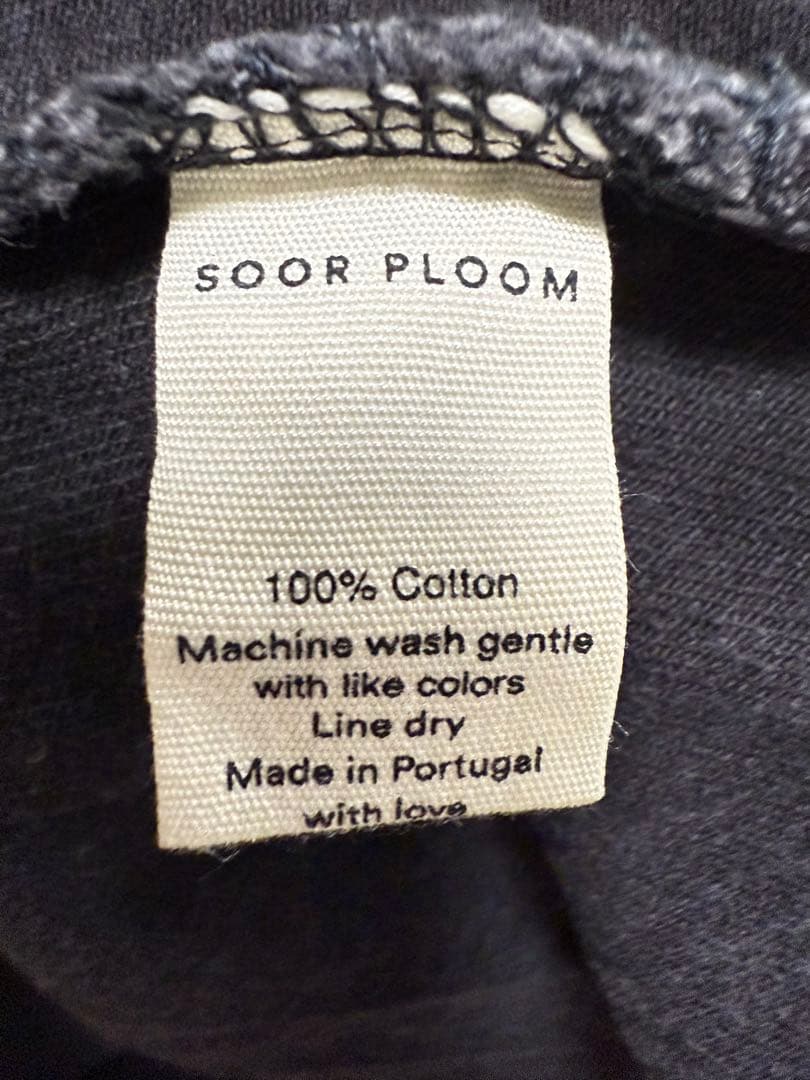 SOOR PLOOM
100% Cotton
Machine wash gentle
with like colors
Line dry
Made in Portugal
with love